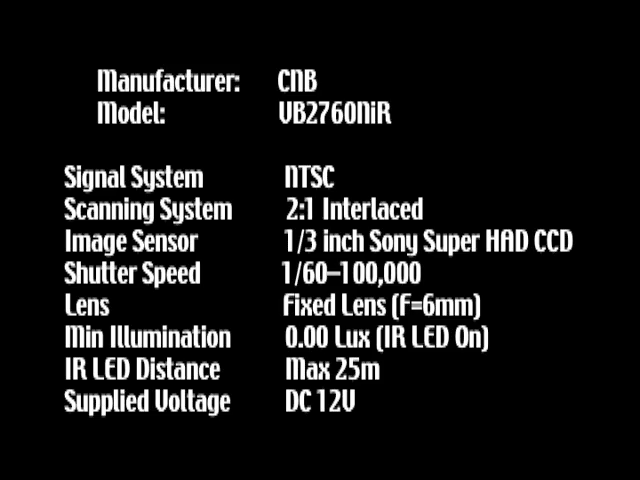 Manufacturer: CNB
Model: VB2760NiR
Signal System NTSC
Scanning System 2:1 Interlaced
Image Sensor 1/3 inch Sony Super HAD CCD
Shutter Speed 1/60–100,000
Lens Fixed Lens (F=6mm)
Min Illumination 0.00 Lux (IR LED On)
IR LED Distance Max 25m
Supplied Voltage DC 12V